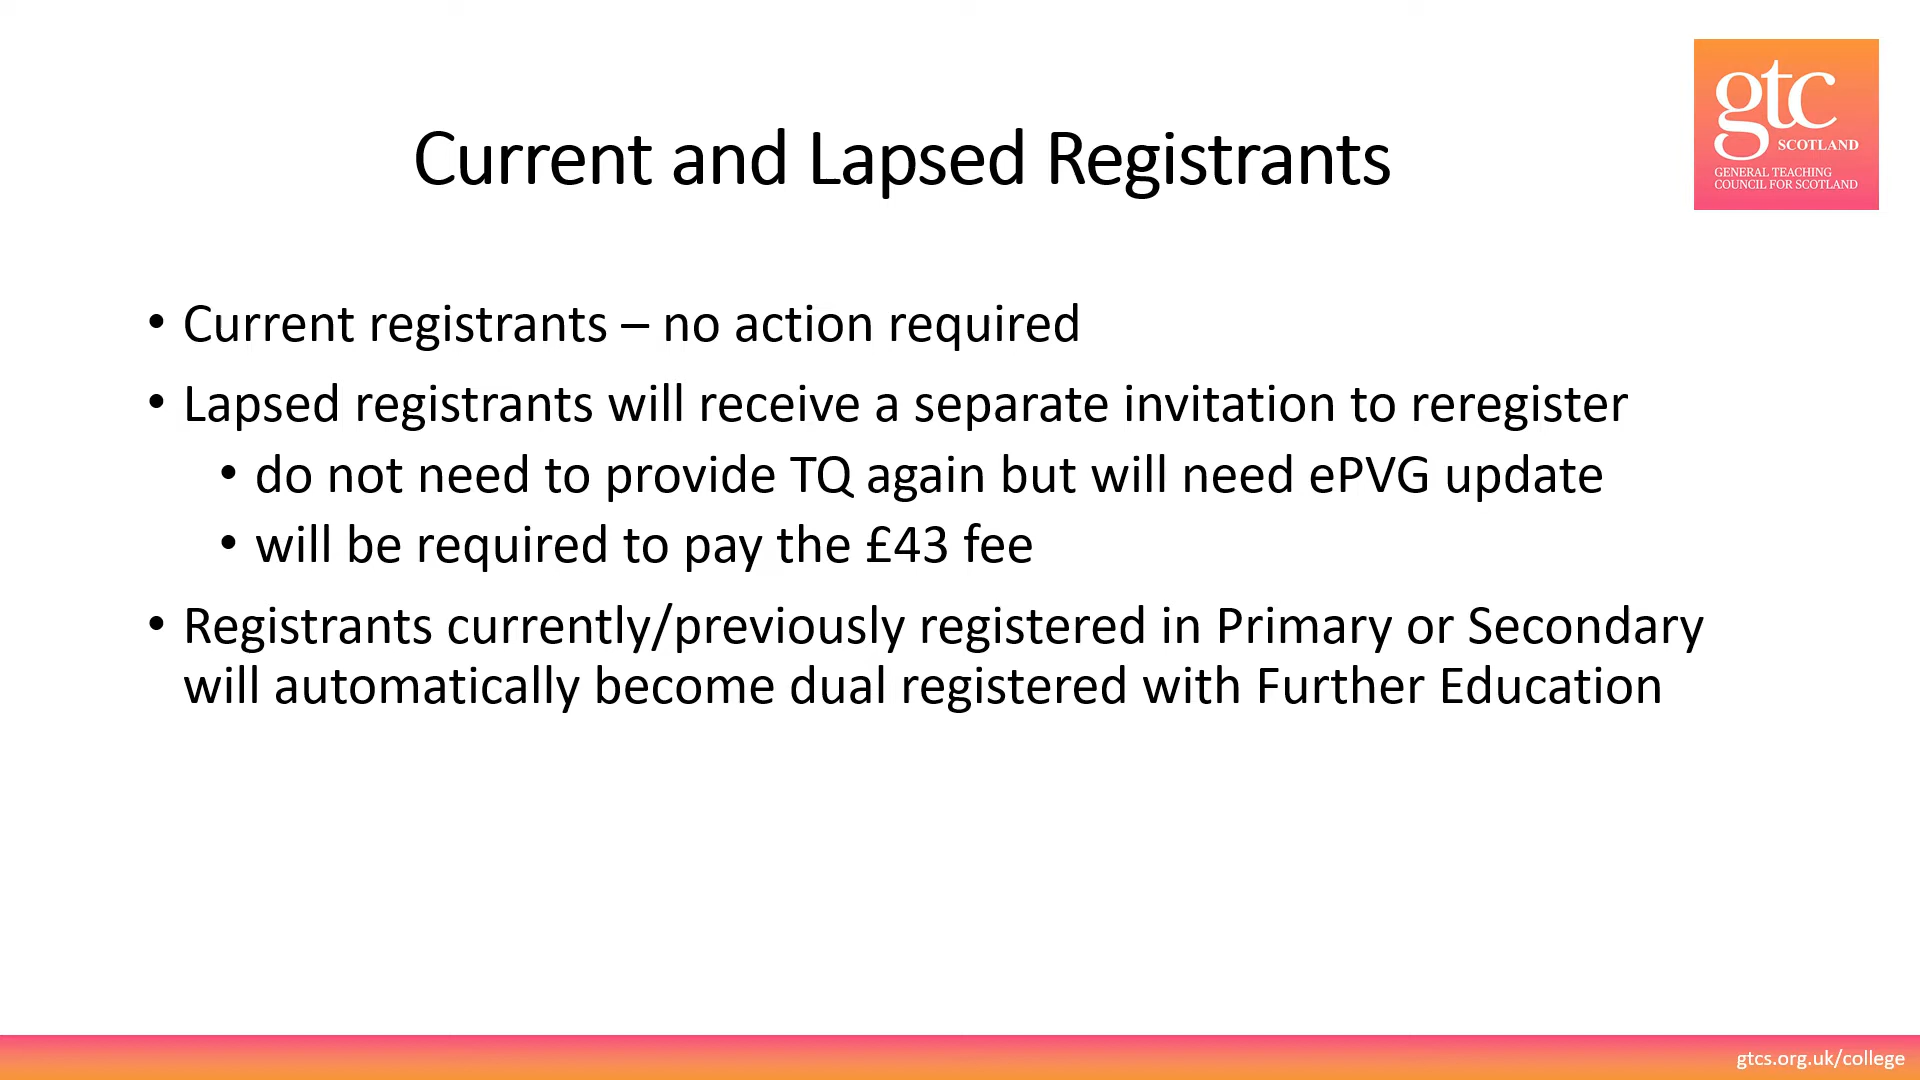 gtc
SCOTLAND
GENERAL TEACHING
COUNCIL FOR SCOTLAND
Current and Lapsed Registrants
• Current registrants – no action required
• Lapsed registrants will receive a separate invitation to reregister
• do not need to provide TQ again but will need ePVG update
• will be required to pay the £43 fee
• Registrants currently/previously registered in Primary or Secondary
will automatically become dual registered with Further Education
gtcs.org.uk/college